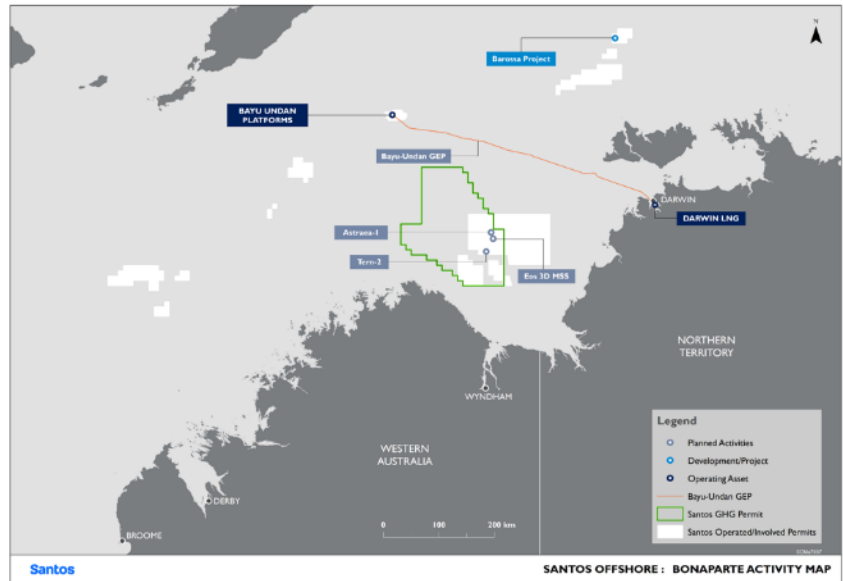 N
Barossa Project
BAYU UNDAN
PLATFORMS
Bayu-Undan GEP
DARWIN
DARWIN LNG
Astraea-1
Tern-2
Eos 3D MSS
NORTHERN
TERRITORY
WYNDHAM
WESTERN
AUSTRALIA
DERBY
BROOME
0 100 200 km
Legend
Planned Activities
Development/Project
Operating Asset
Bayu-Undan GEP
Santos GHG Permit
Santos Operated/Involved Permits
Santos
SANTOS OFFSHORE : BONAPARTE ACTIVITY MAP